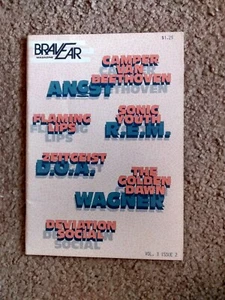 $1.25
BRAVEAR
MAGAZINE
CAMPER
VAN
BEETHOVEN
ANGST
SONIC
YOUTH
FLAMING
LIPS
R.E.M.
ZEITGEIST
D.O.A.
THE
GOLDEN
DAWN
WAGNER
DEVIATION
SOCIAL
VOL. 3 ISSUE 2